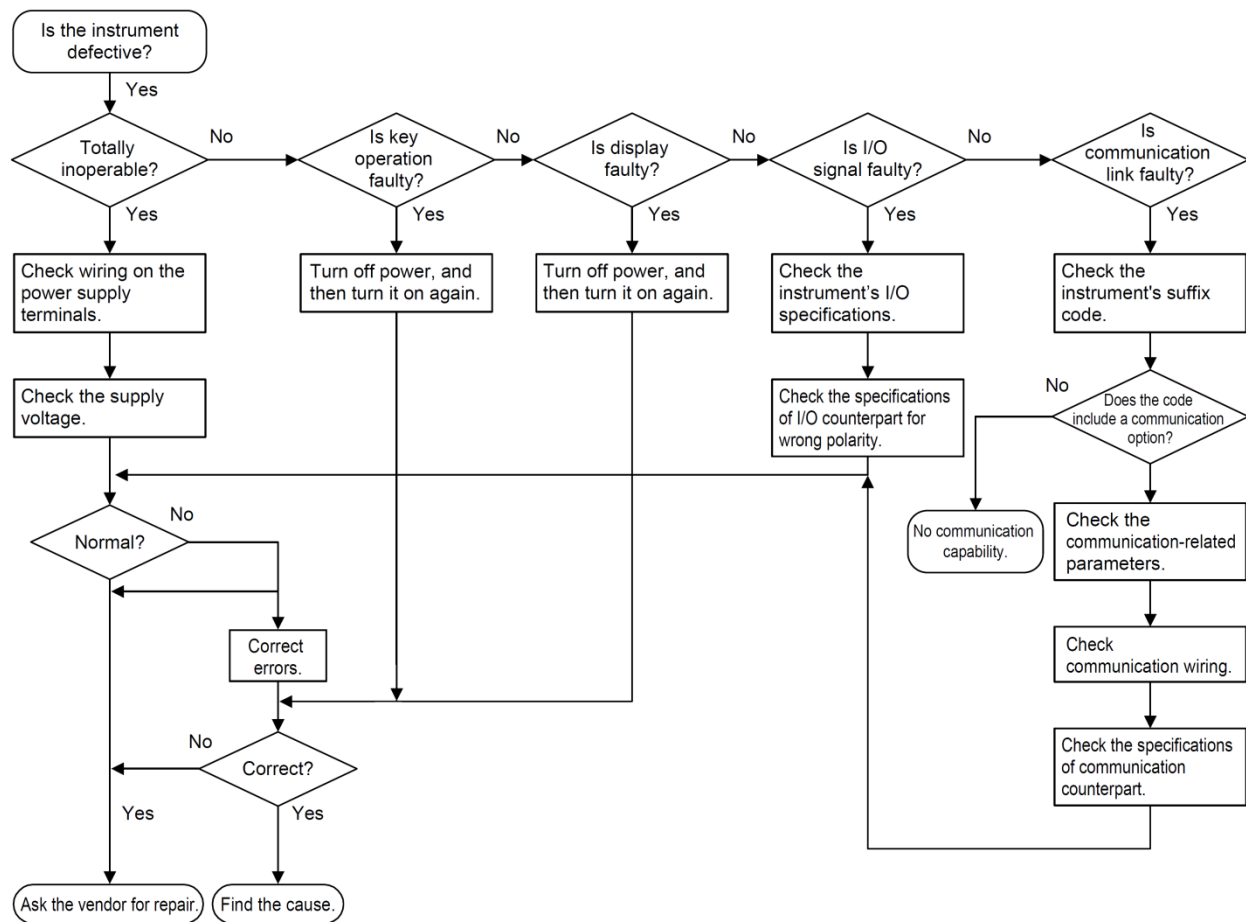 Is the instrument
defective?
Yes
Totally
inoperable?
No
Is key
operation
faulty?
No
Is display
faulty?
No
Is I/O
signal faulty?
No
Is
communication
link faulty?
Yes
Yes
Yes
Yes
Yes
Check wiring on the
power supply
terminals.
Turn off power, and
then turn it on again.
Turn off power, and
then turn it on again.
Check the
instrument’s I/O
specifications.
Check the
instrument's suffix
code.
Check the supply
voltage.
Check the specifications
of I/O counterpart for
wrong polarity.
No
Does the code
include a communication
option?
Yes
No communication
capability.
Check the
communication-related
parameters.
Normal?
No
Correct
errors.
Check
communication wiring.
Check the specifications
of communication
counterpart.
No
Correct?
Yes
Yes
Ask the vendor for repair.
Find the cause.